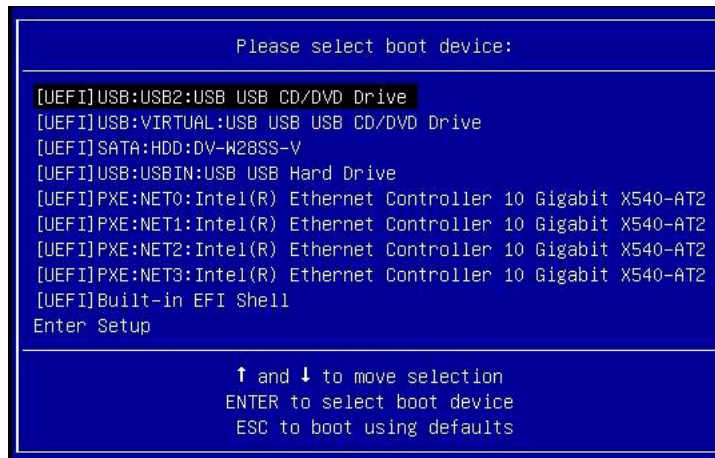 Please select boot device:
[UEFI]USB:USB2:USB USB CD/DVD Drive
[UEFI]USB:VIRTUAL:USB USB USB CD/DVD Drive
[UEFI]SATA:HDD:DV-W28SS-V
[UEFI]USB:USBIN:USB USB Hard Drive
[UEFI]PXE:NET0:Intel(R) Ethernet Controller 10 Gigabit X540-AT2
[UEFI]PXE:NET1:Intel(R) Ethernet Controller 10 Gigabit X540-AT2
[UEFI]PXE:NET2:Intel(R) Ethernet Controller 10 Gigabit X540-AT2
[UEFI]PXE:NET3:Intel(R) Ethernet Controller 10 Gigabit X540-AT2
[UEFI]Built-in EFI Shell
Enter Setup
↑ and ↓ to move selection
ENTER to select boot device
ESC to boot using defaults